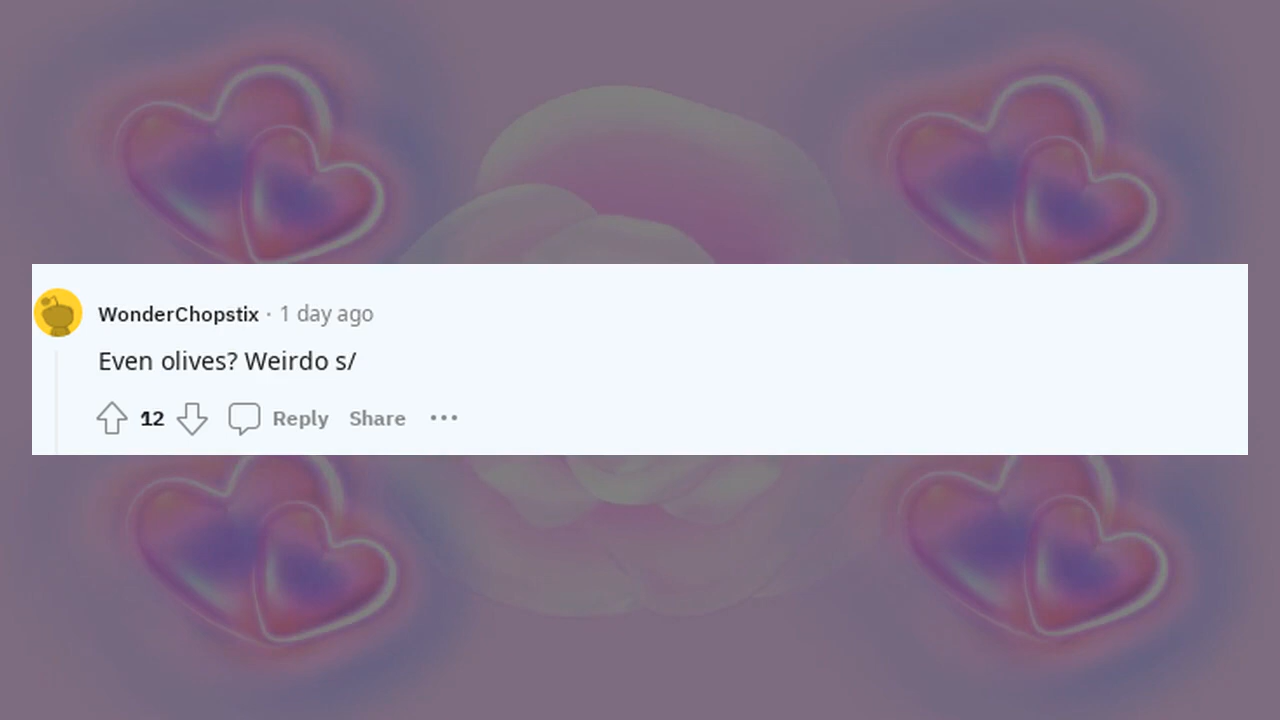 WonderChopstix · 1 day ago
Even olives? Weirdo s/
12 Reply Share ···